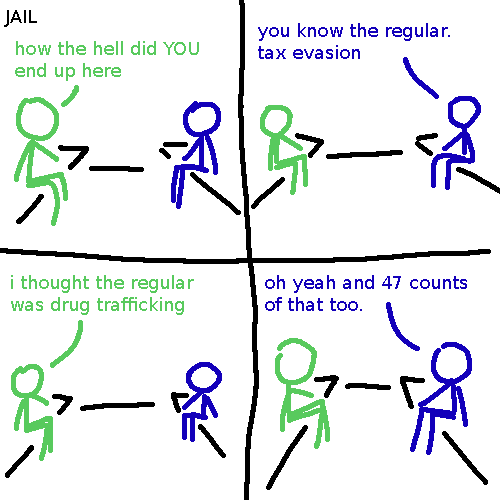 JAIL
how the hell did YOU
end up here
you know the regular.
tax evasion
i thought the regular
was drug trafficking
oh yeah and 47 counts
of that too.